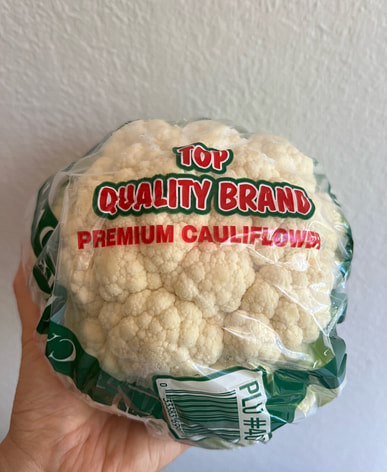 TOP
QUALITY BRAND
PREMIUM CAULIFLOWER
PLU #40